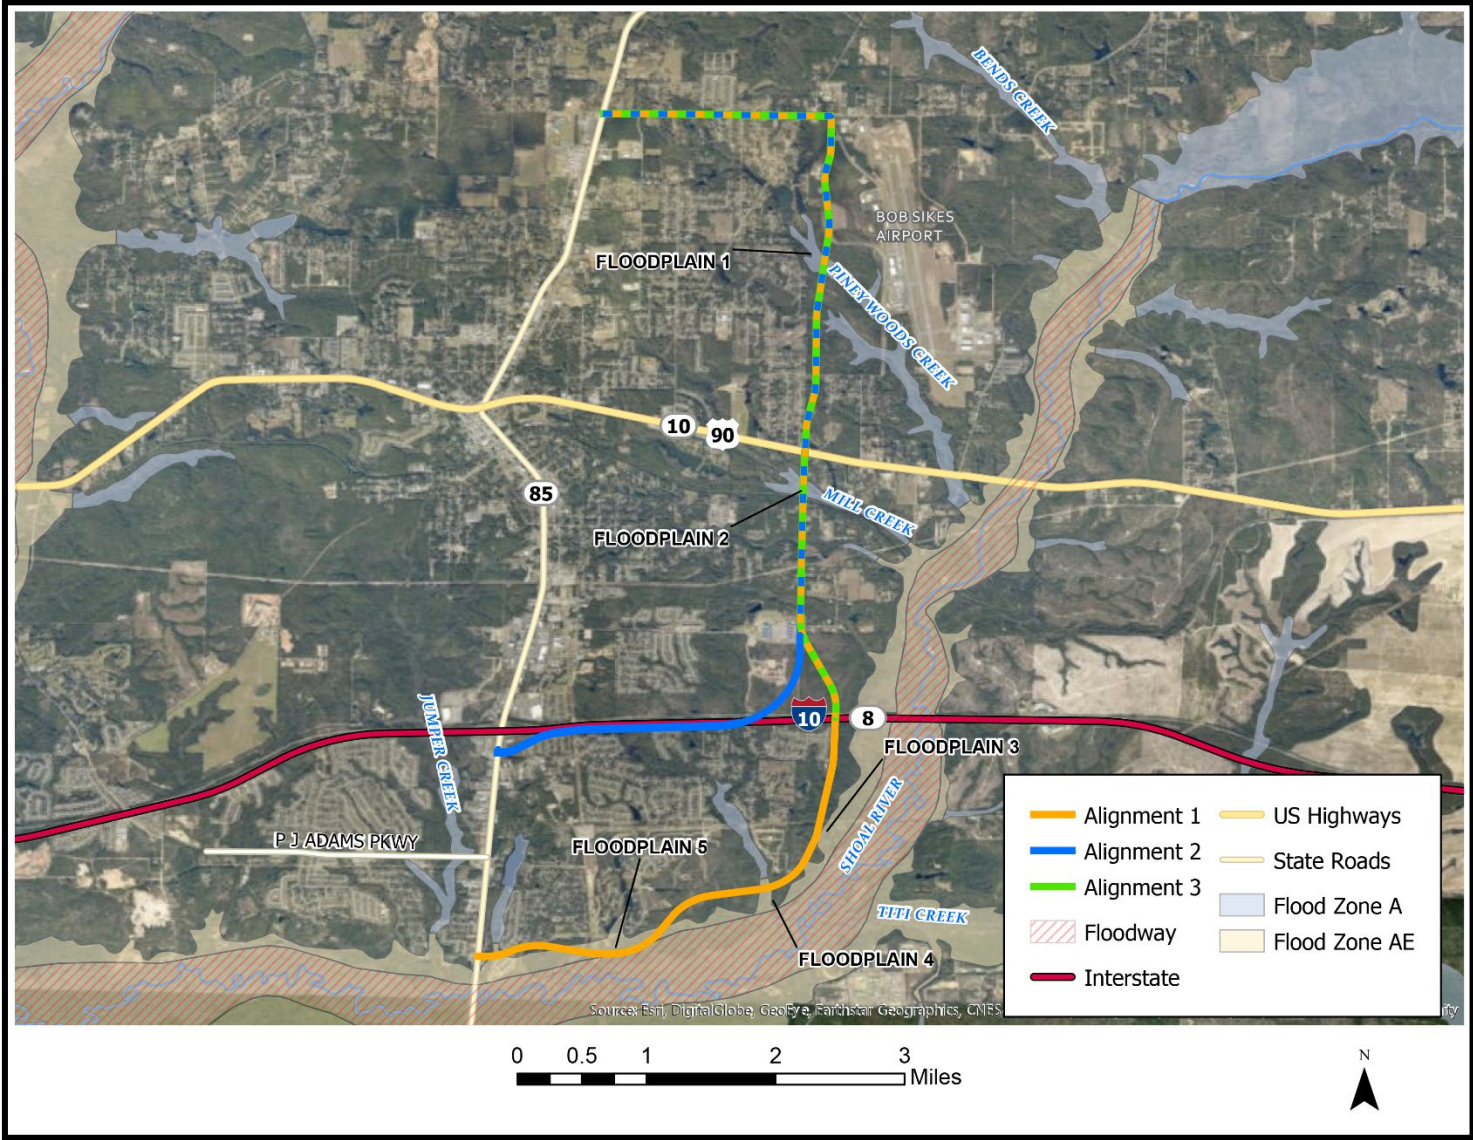 BENDS CREEK
BOB SIKES
AIRPORT
FLOODPLAIN 1
PINEY WOODS CREEK
10
90
85
MILL CREEK
FLOODPLAIN 2
JUMPER CREEK
10
8
FLOODPLAIN 3
SHOAL RIVER
P J ADAMS PKWY
FLOODPLAIN 5
TITI CREEK
FLOODPLAIN 4
Alignment 1
Alignment 2
Alignment 3
Floodway
Interstate
US Highways
State Roads
Flood Zone A
Flood Zone AE
Source: Esri, DigitalGlobe, GeoEye, Earthstar Geographics, CNES
0 0.5 1 2 3
Miles
N